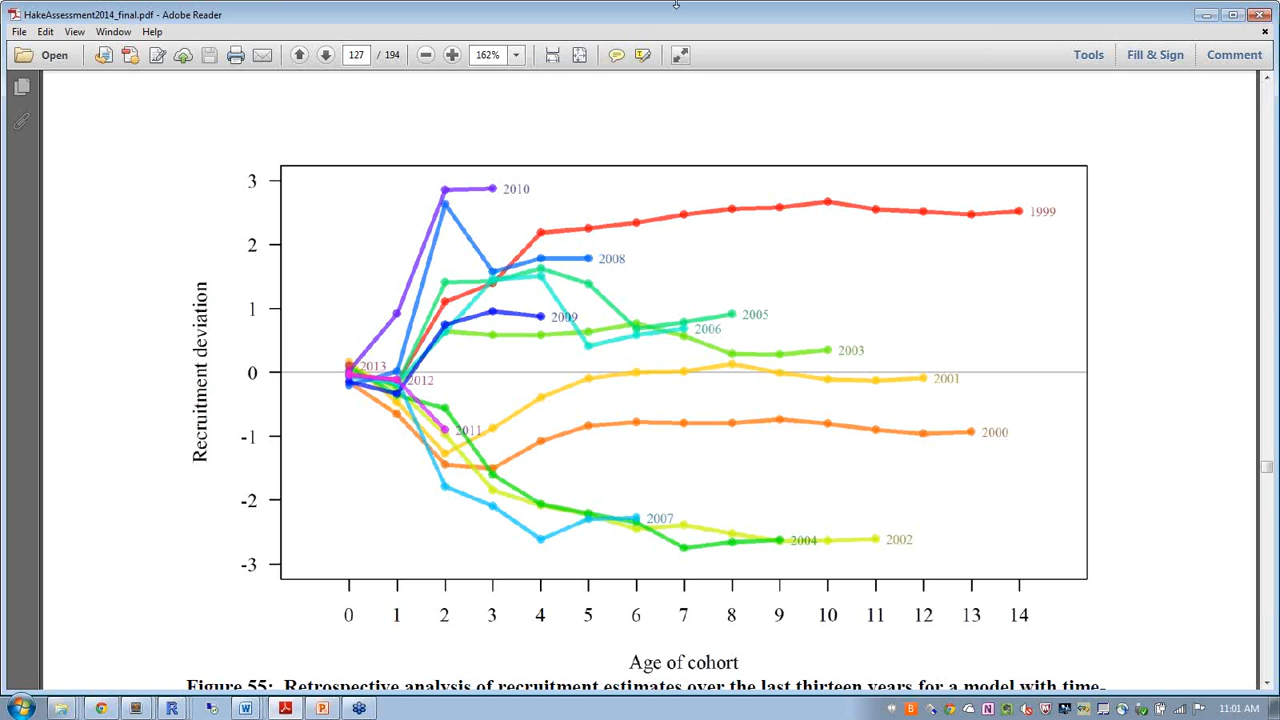 HakeAssessment2014_final.pdf - Adobe Reader
File Edit View Window Help
Open 127 / 194 162% Tools Fill & Sign Comment
3
2
1
0
-1
-2
-3
Recruitment deviation
2010
1999
2008
2005
2009
2006
2003
2013
2012
2001
2011
2000
2007
2004
2002
0 1 2 3 4 5 6 7 8 9 10 11 12 13 14
Age of cohort
Figure 55: Retrospective analysis of recruitment estimates over the last thirteen years for a model with time-
11:01 AM